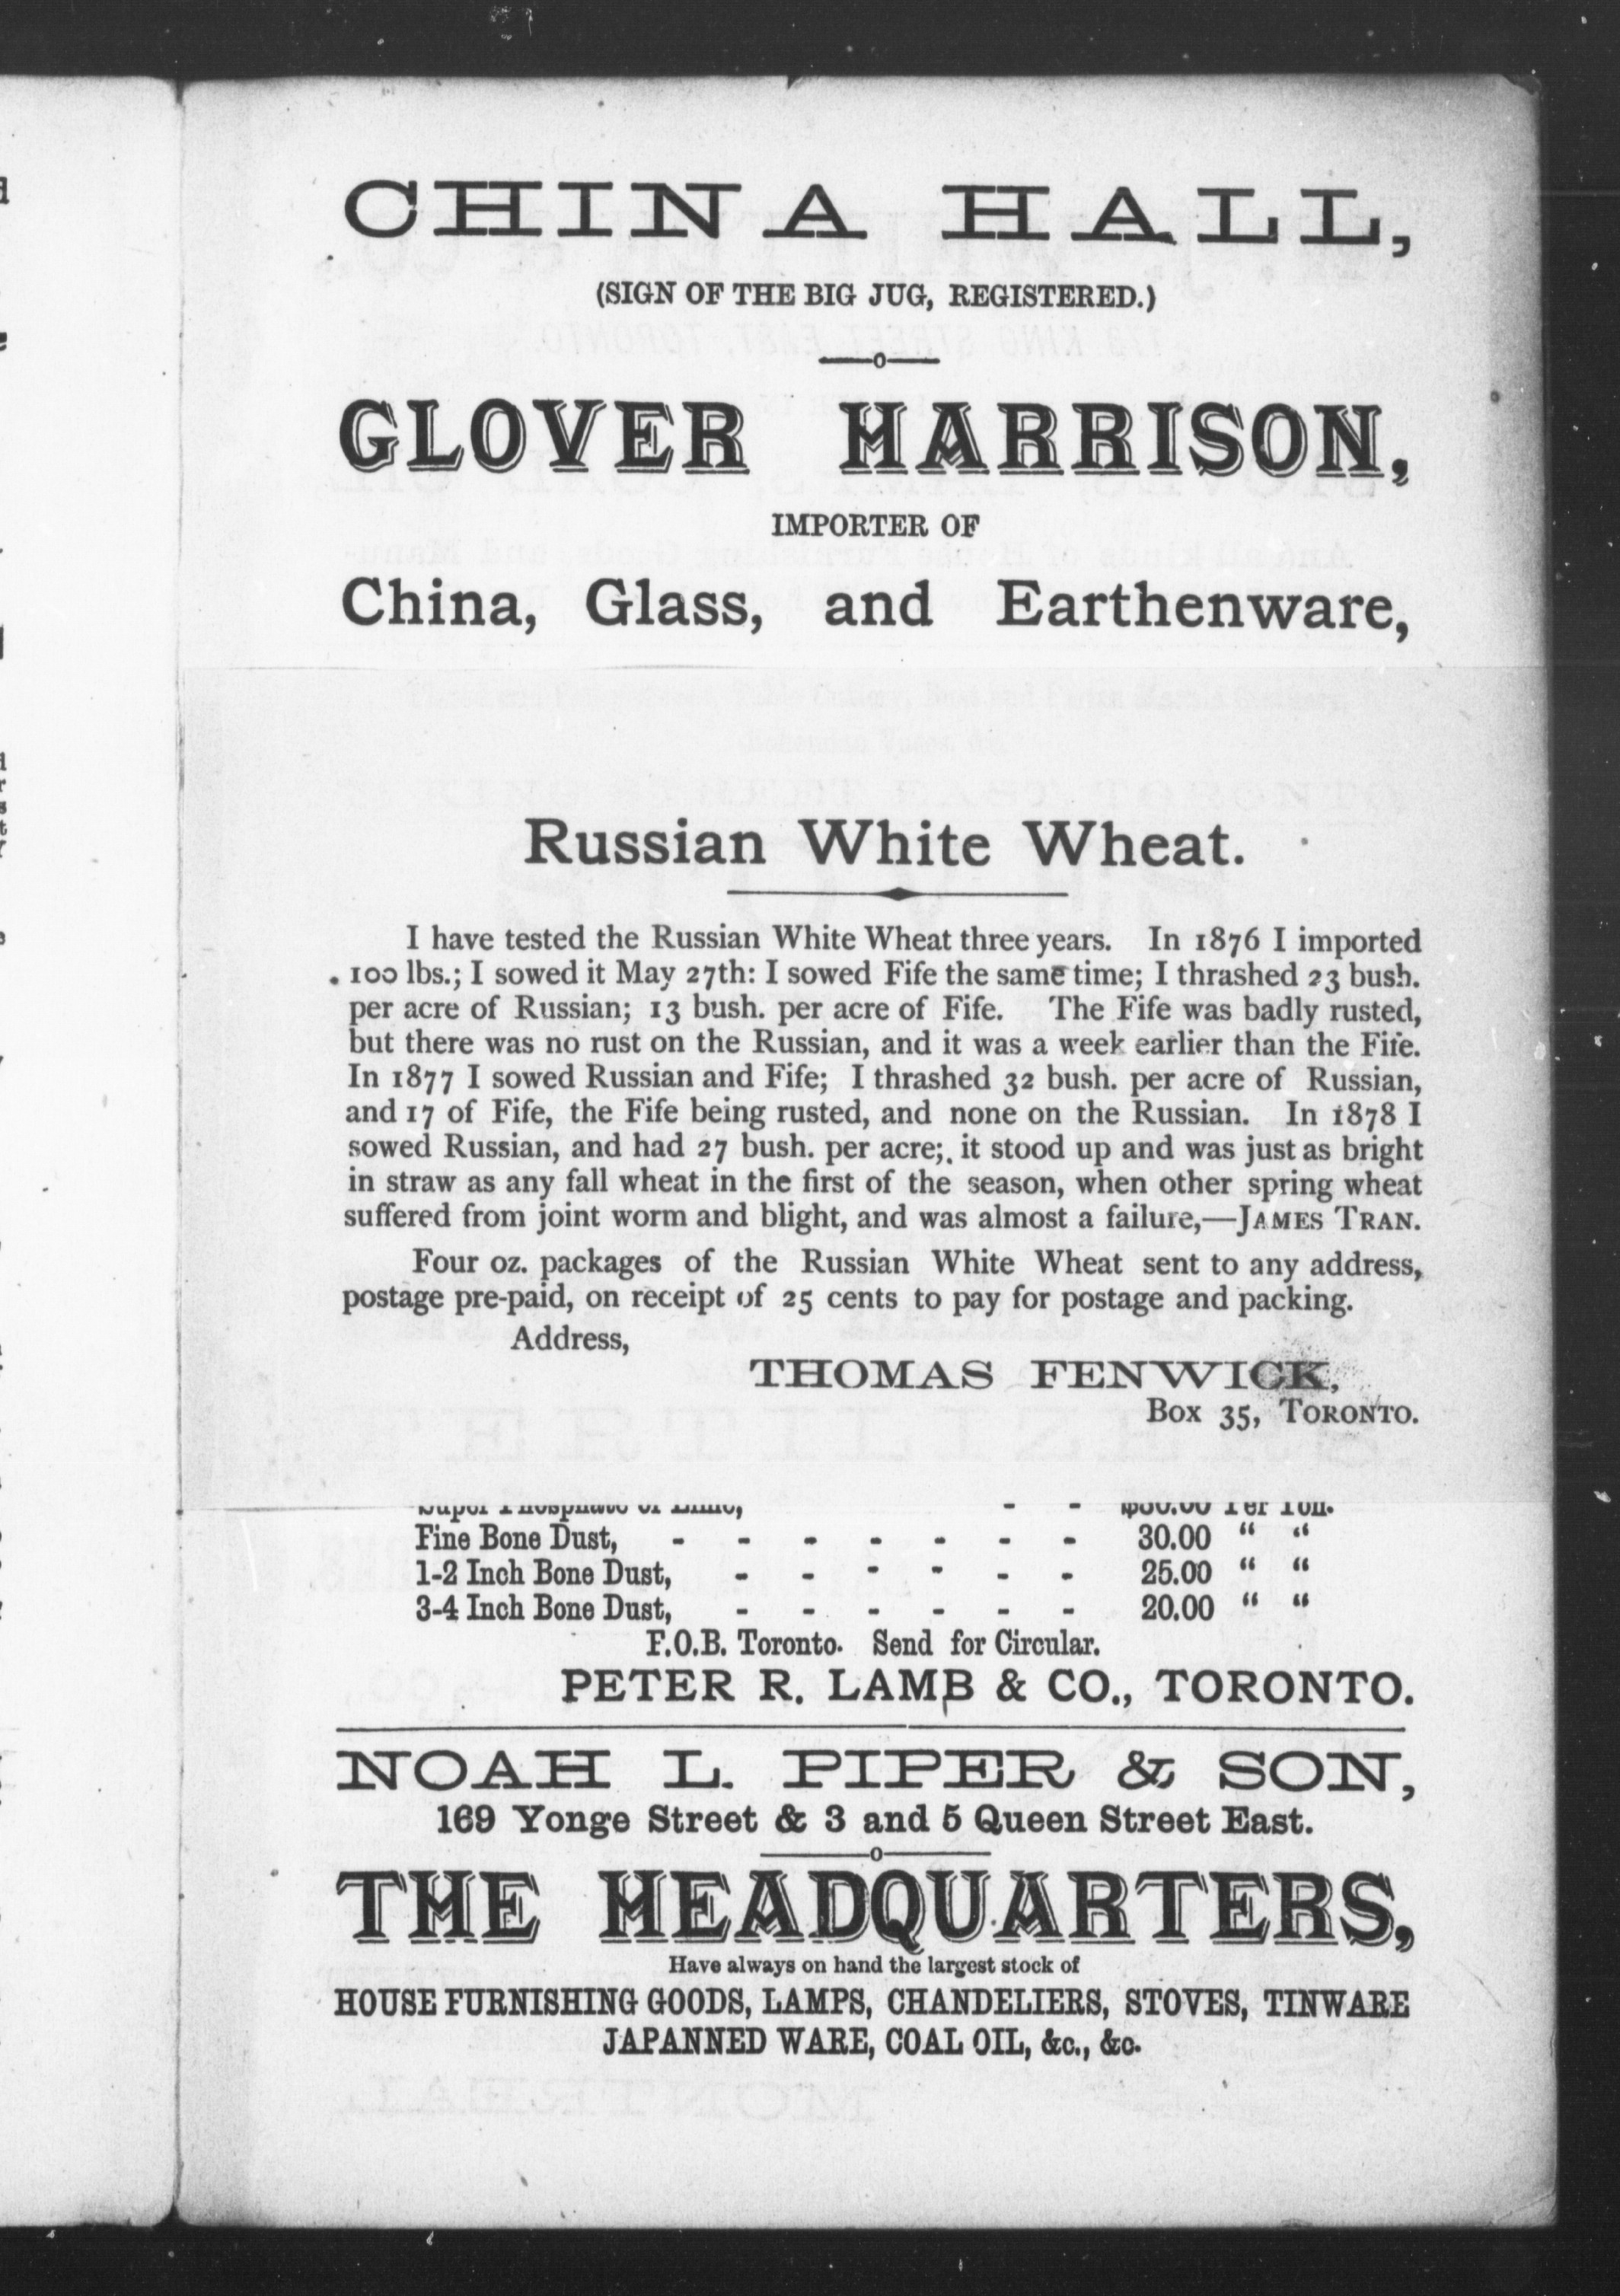 CHINA HALL,
(SIGN OF THE BIG JUG, REGISTERED.)
GLOVER HARRISON,
IMPORTER OF
China, Glass, and Earthenware,
Russian White Wheat.
I have tested the Russian White Wheat three years. In 1876 I imported
100 lbs.; I sowed it May 27th: I sowed Fife the same time; I thrashed 23 bush.
per acre of Russian; 13 bush. per acre of Fife. The Fife was badly rusted,
but there was no rust on the Russian, and it was a week earlier than the Fife.
In 1877 I sowed Russian and Fife; I thrashed 32 bush. per acre of Russian,
and 17 of Fife, the Fife being rusted, and none on the Russian. In 1878 I
sowed Russian, and had 27 bush. per acre; it stood up and was just as bright
in straw as any fall wheat in the first of the season, when other spring wheat
suffered from joint worm and blight, and was almost a failure,—JAMES TRAN.
Four oz. packages of the Russian White Wheat sent to any address,
postage pre-paid, on receipt of 25 cents to pay for postage and packing.
Address,
THOMAS FENWICK,
Box 35, TORONTO.
Super Phosphate of Lime, - - Per Ton.
Fine Bone Dust, - - - - - - - 30.00 " "
1-2 Inch Bone Dust, - - - - - - 25.00 " "
3-4 Inch Bone Dust, - - - - - - 20.00 " "
F.O.B. Toronto. Send for Circular.
PETER R. LAMB & CO., TORONTO.
NOAH L. PIPER & SON,
169 Yonge Street & 3 and 5 Queen Street East.
THE HEADQUARTERS,
Have always on hand the largest stock of
HOUSE FURNISHING GOODS, LAMPS, CHANDELIERS, STOVES, TINWARE
JAPANNED WARE, COAL OIL, &c., &c.